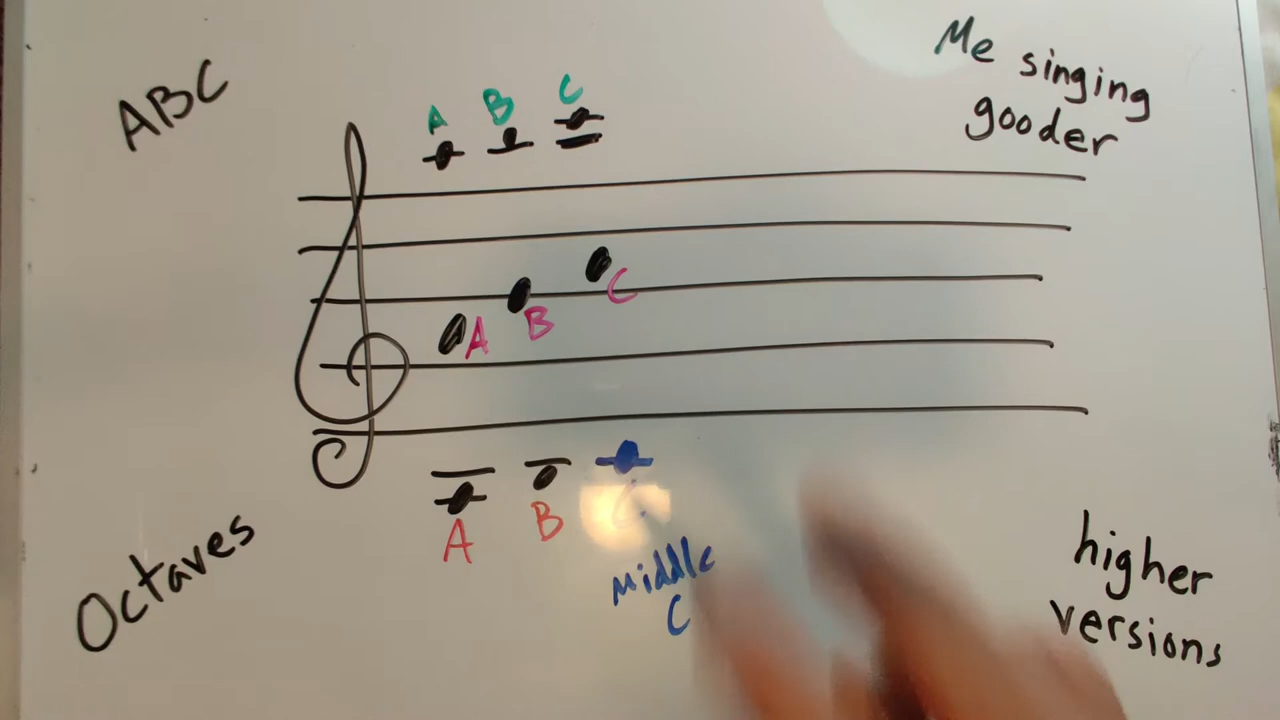 ABC
Me singing
gooder
A B C
A B C
A B C
Middle
C
Octaves
higher
versions